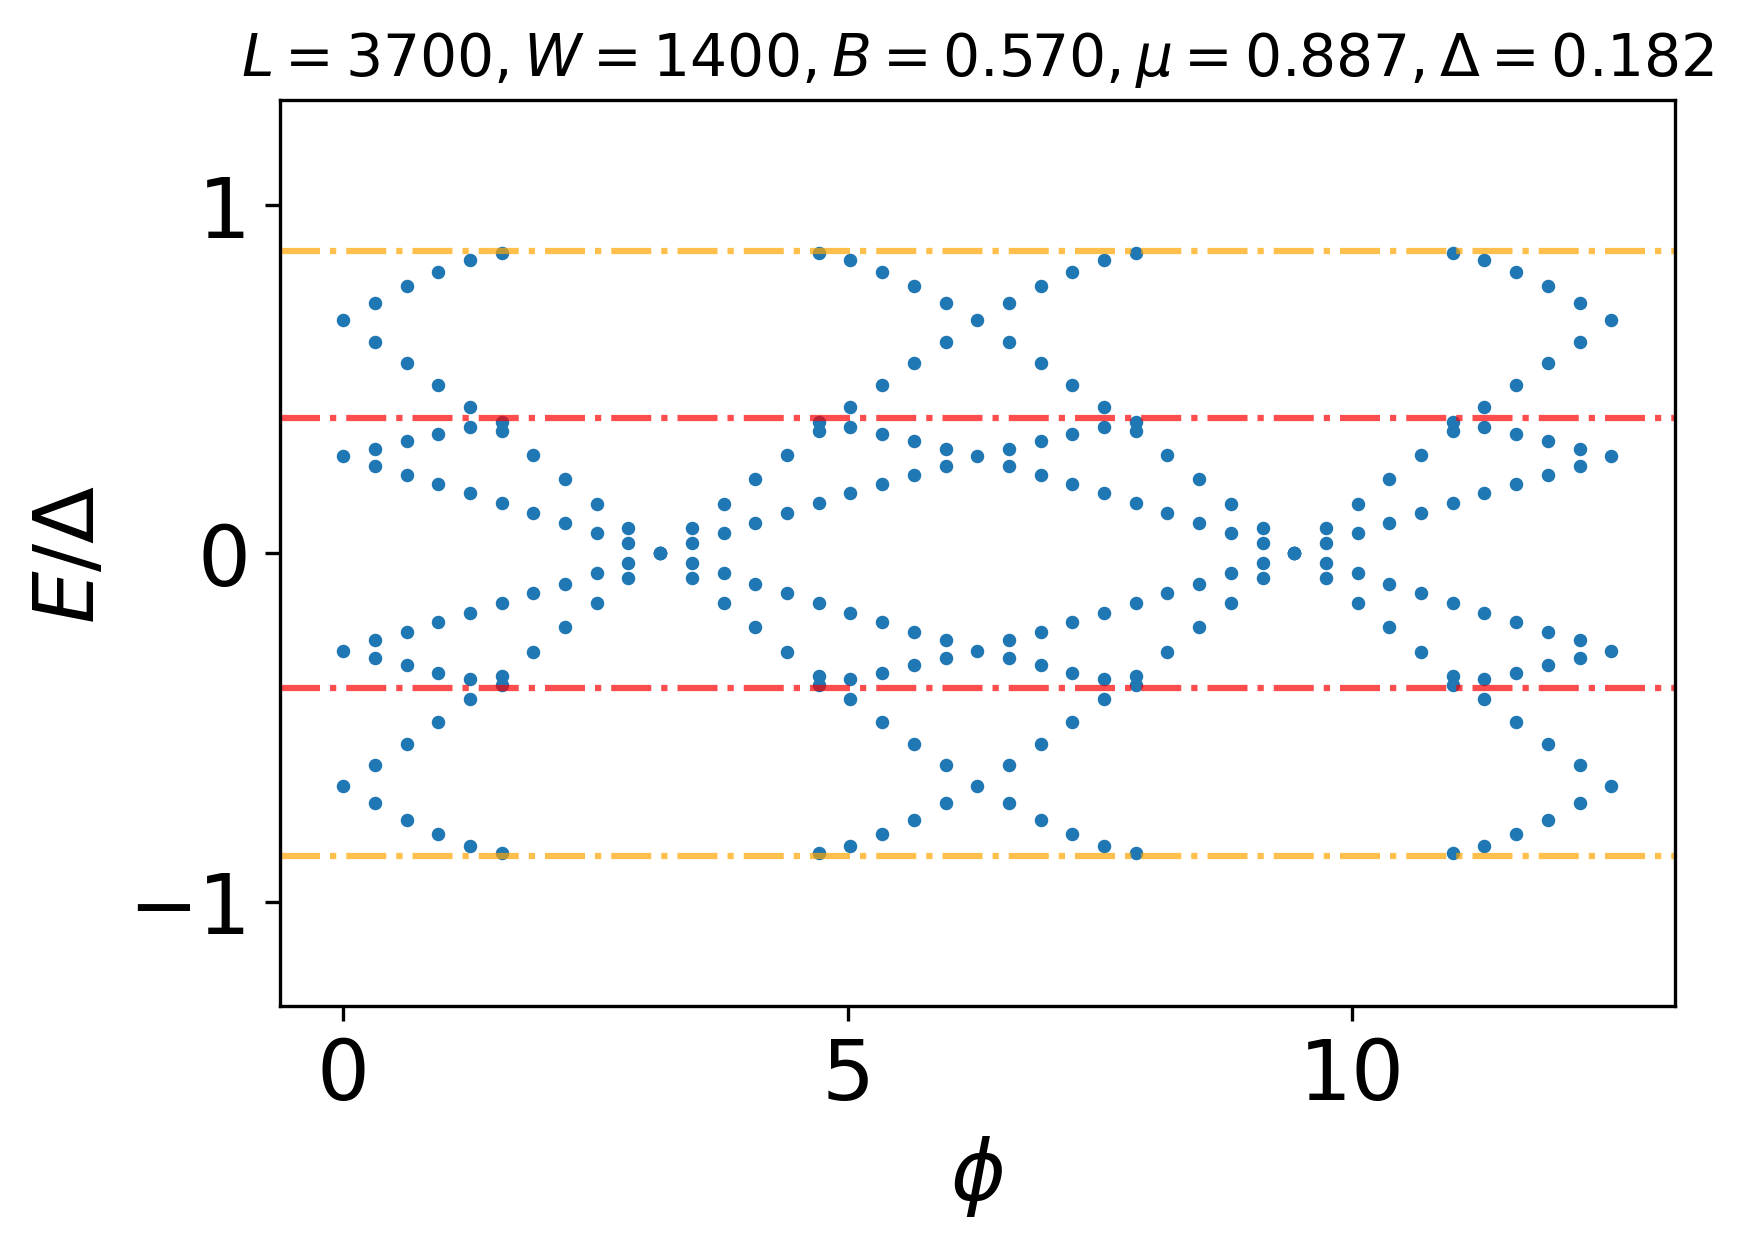 L = 3700, W = 1400, B = 0.570, μ = 0.887, Δ = 0.182
1
0
−1
E/Δ
0 5 10
ϕ